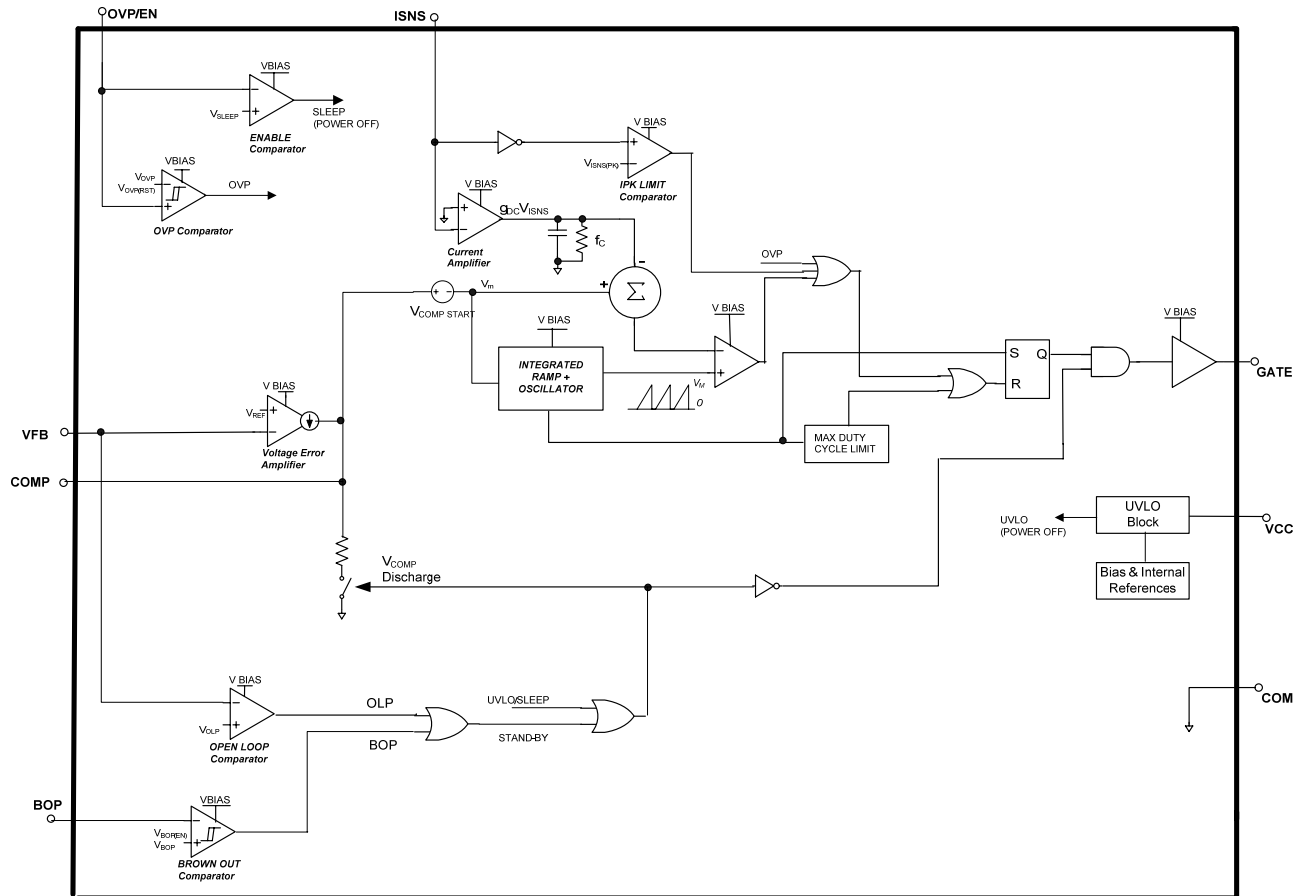 OVP/EN
ISNS
VBIAS
VSLEEP
SLEEP
(POWER OFF)
ENABLE
Comparator
VBIAS
VOVP
VOVP(RST)
OVP
OVP Comparator
V BIAS
VISNS(PK)
IPK LIMIT
Comparator
V BIAS
gDCVISNS
Current
Amplifier
fC
OVP
Vm
VCOMP START
Σ
V BIAS
V BIAS
INTEGRATED
RAMP +
OSCILLATOR
VM
0
S
Q
R
V BIAS
GATE
V BIAS
VREF
VFB
Voltage Error
Amplifier
MAX DUTY
CYCLE LIMIT
COMP
UVLO
(POWER OFF)
UVLO
Block
VCC
Bias & Internal
References
VCOMP
Discharge
V BIAS
VOLP
OPEN LOOP
Comparator
OLP
BOP
UVLO/SLEEP
STAND-BY
COM
BOP
VBIAS
VBOP(EN)
VBOP
BROWN OUT
Comparator